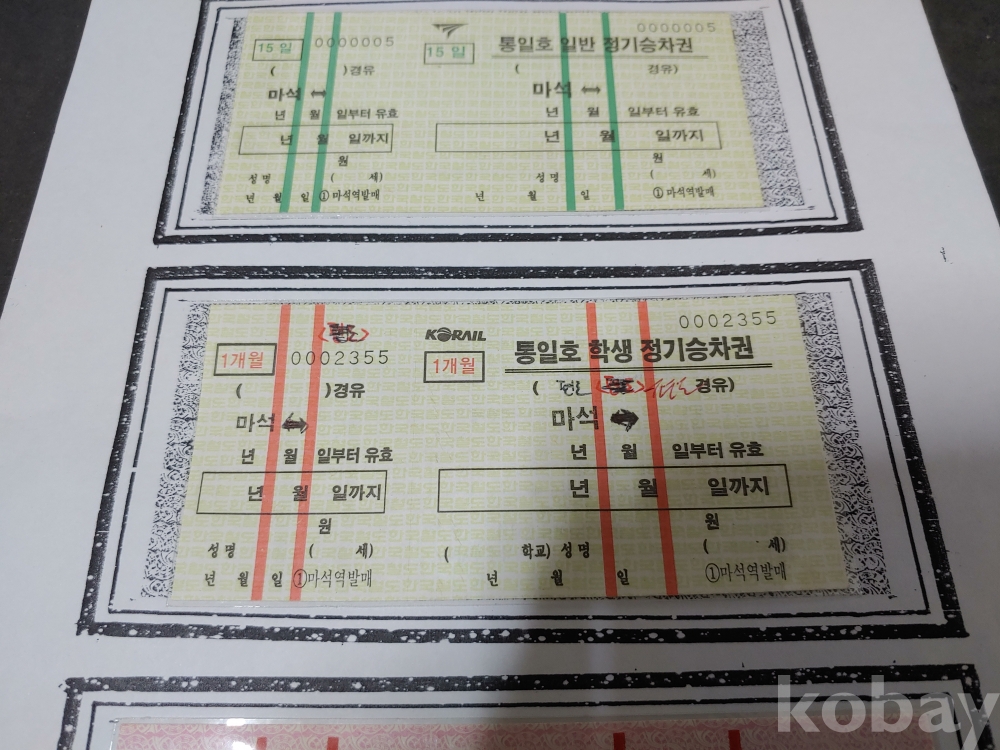 15 일 0000005
( )경유
마석 ↔
년 월 일부터 유효
년 월 일까지
원
성명 ( 세)
년 월 일 ①마석역발매
0000005
15 일 통일호 일반 정기승차권
( 경유)
마석 ↔
년 월 일부터 유효
년 월 일까지
원
성명 ( 세)
년 월 일 ①마석역발매
1개월 0002355
( )경유
마석
년 월 일부터 유효
년 월 일까지
원
성명 ( 세)
년 월 일 ①마석역발매
KORAIL 0002355
1개월 통일호 학생 정기승차권
( 편도 편도 경유)
마석
년 월 일부터 유효
년 월 일까지
원
( 학교) 성명 ( 세)
년 월 일 ①마석역발매
kobay